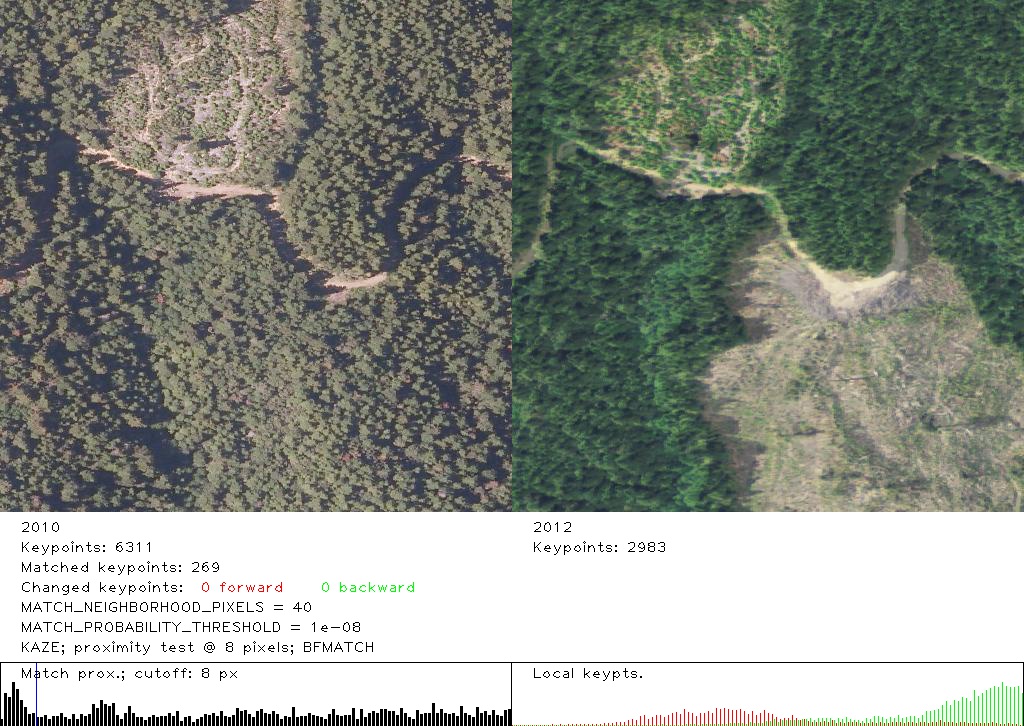 2010
Keypoints: 6311
Matched keypoints: 269
Changed keypoints: 0 forward 0 backward
MATCH_NEIGHBORHOOD_PIXELS = 40
MATCH_PROBABILITY_THRESHOLD = 1e-08
KAZE; proximity test @ 8 pixels; BFMATCH
Match prox.; cutoff: 8 px
2012
Keypoints: 2983
Local keypts.